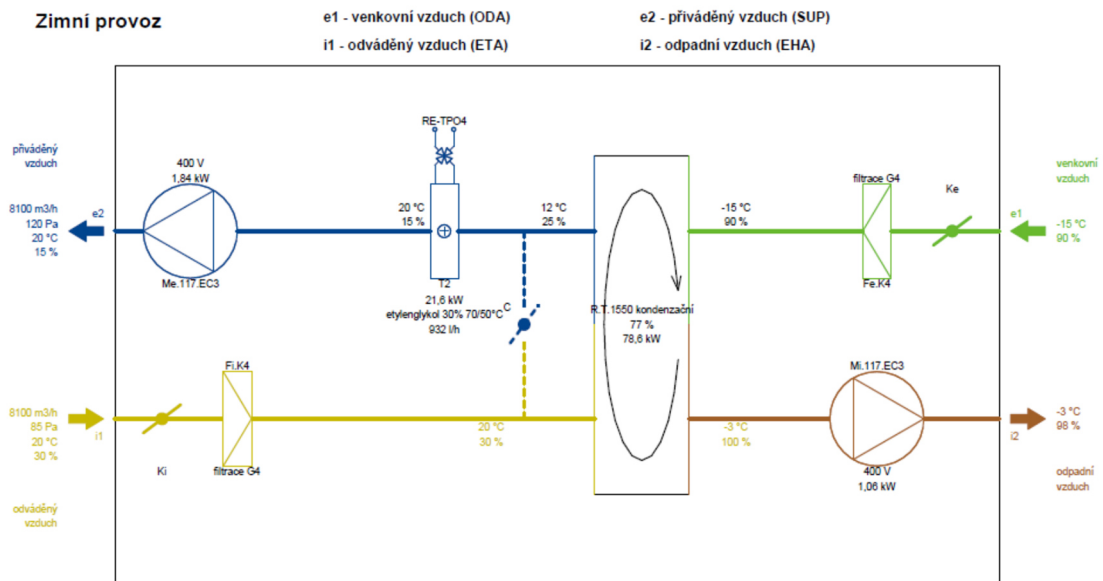 Zimní provoz
e1 - venkovní vzduch (ODA)
e2 - přiváděný vzduch (SUP)
i1 - odváděný vzduch (ETA)
i2 - odpadní vzduch (EHA)
RE-TPO4
přiváděný
vzduch
400 V
1,84 kW
8100 m3/h
120 Pa
20 °C
15 %
e2
Me.117.EC3
20 °C
15 %
12 °C
25 %
T2
21,6 kW
etylenglykol 30% 70/50°C
932 l/h
C
R.T.1550 kondenzační
77 %
78,6 kW
-15 °C
90 %
filtrace G4
Fe.K4
Ke
venkovní
vzduch
e1
-15 °C
90 %
8100 m3/h
85 Pa
20 °C
30 %
i1
Ki
Fi.K4
filtrace G4
20 °C
30 %
-3 °C
100 %
Mi.117.EC3
400 V
1,06 kW
-3 °C
98 %
i2
odpadní
vzduch
odváděný
vzduch